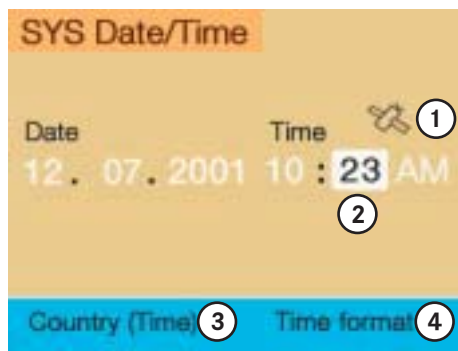 SYS Date/Time
1
Date Time
12. 07. 2001 10 : 23 AM
2
Country (Time) 3 Time format 4